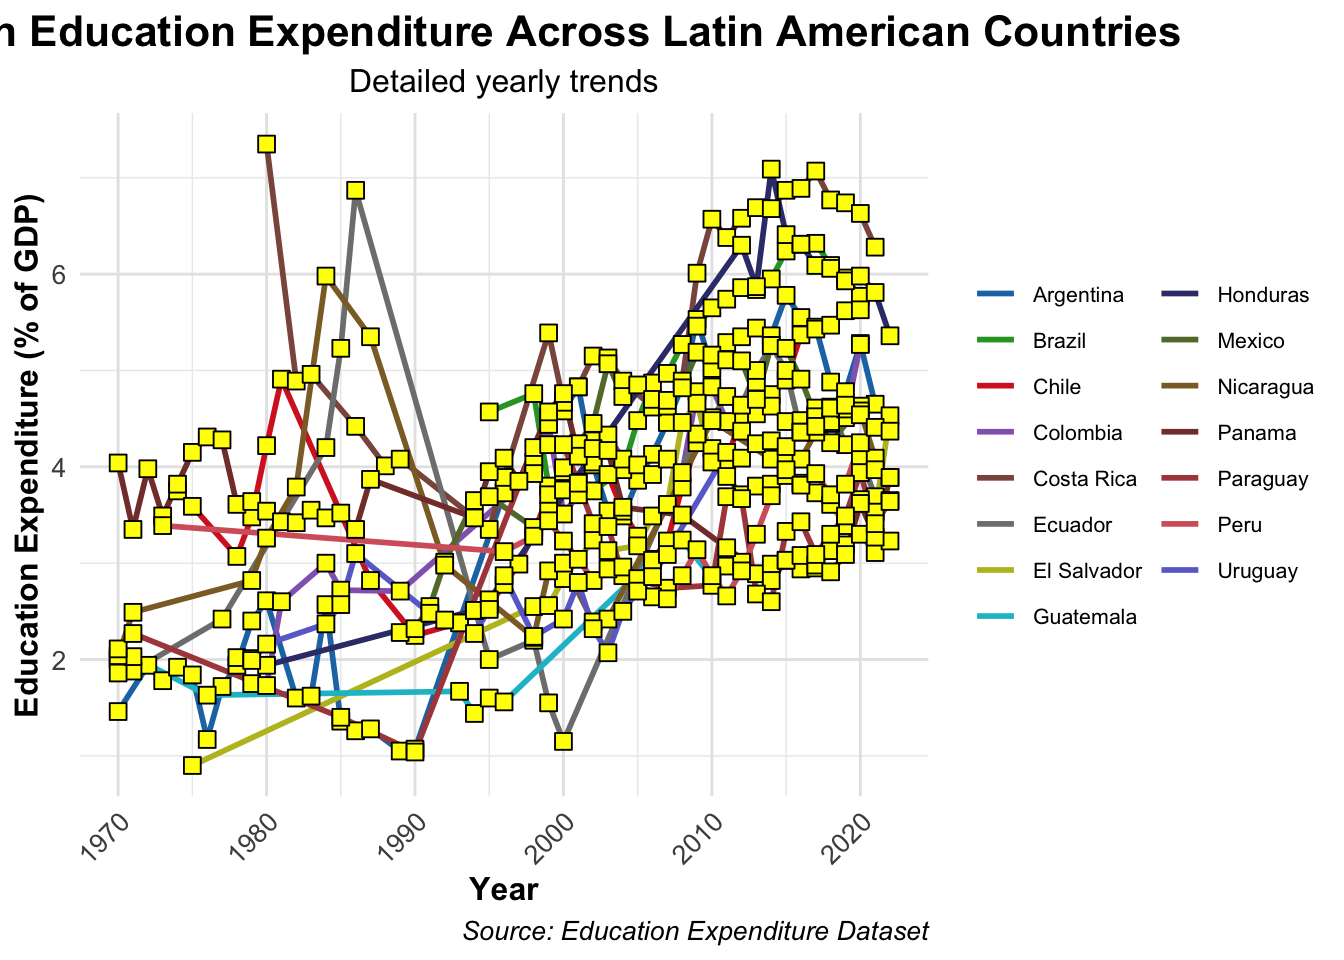 n Education Expenditure Across Latin American Countries
Detailed yearly trends
Education Expenditure (% of GDP)
6
4
2
1970 1980 1990 2000 2010 2020
Year
Argentina
Brazil
Chile
Colombia
Costa Rica
Ecuador
El Salvador
Guatemala
Honduras
Mexico
Nicaragua
Panama
Paraguay
Peru
Uruguay
Source: Education Expenditure Dataset